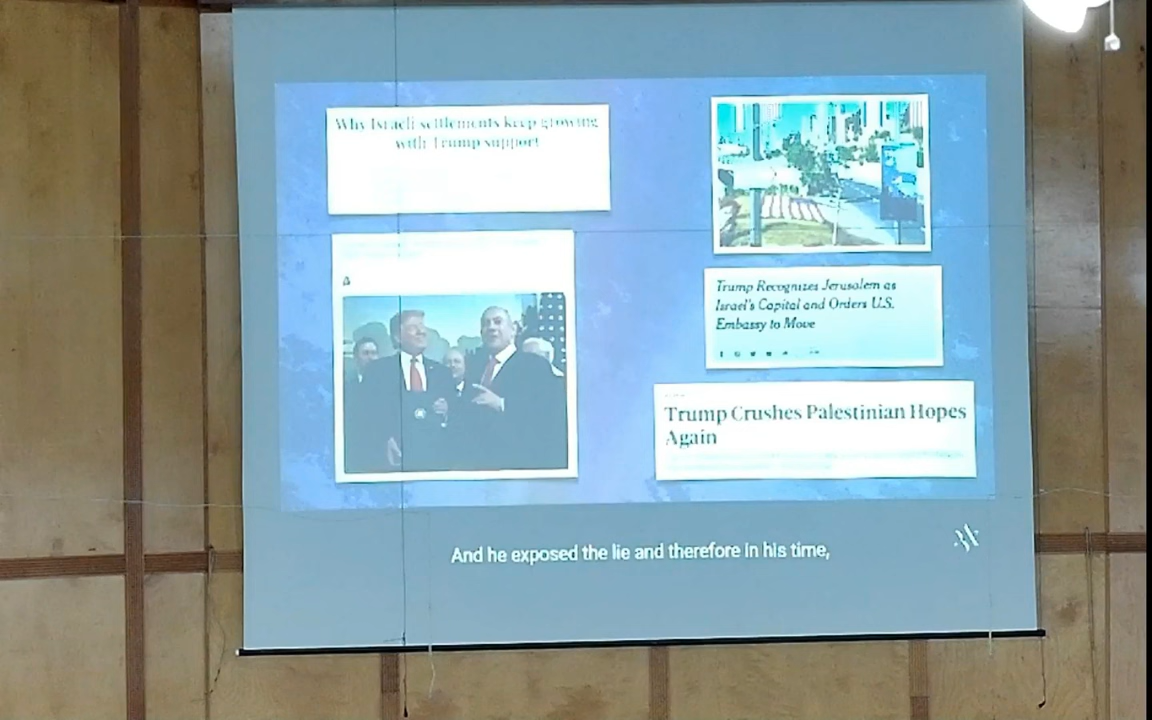 Why Israeli settlements keep growing
with Trump support
Trump Recognizes Jerusalem as
Israel's Capital and Orders U.S.
Embassy to Move
Trump Crushes Palestinian Hopes
Again
And he exposed the lie and therefore in his time,